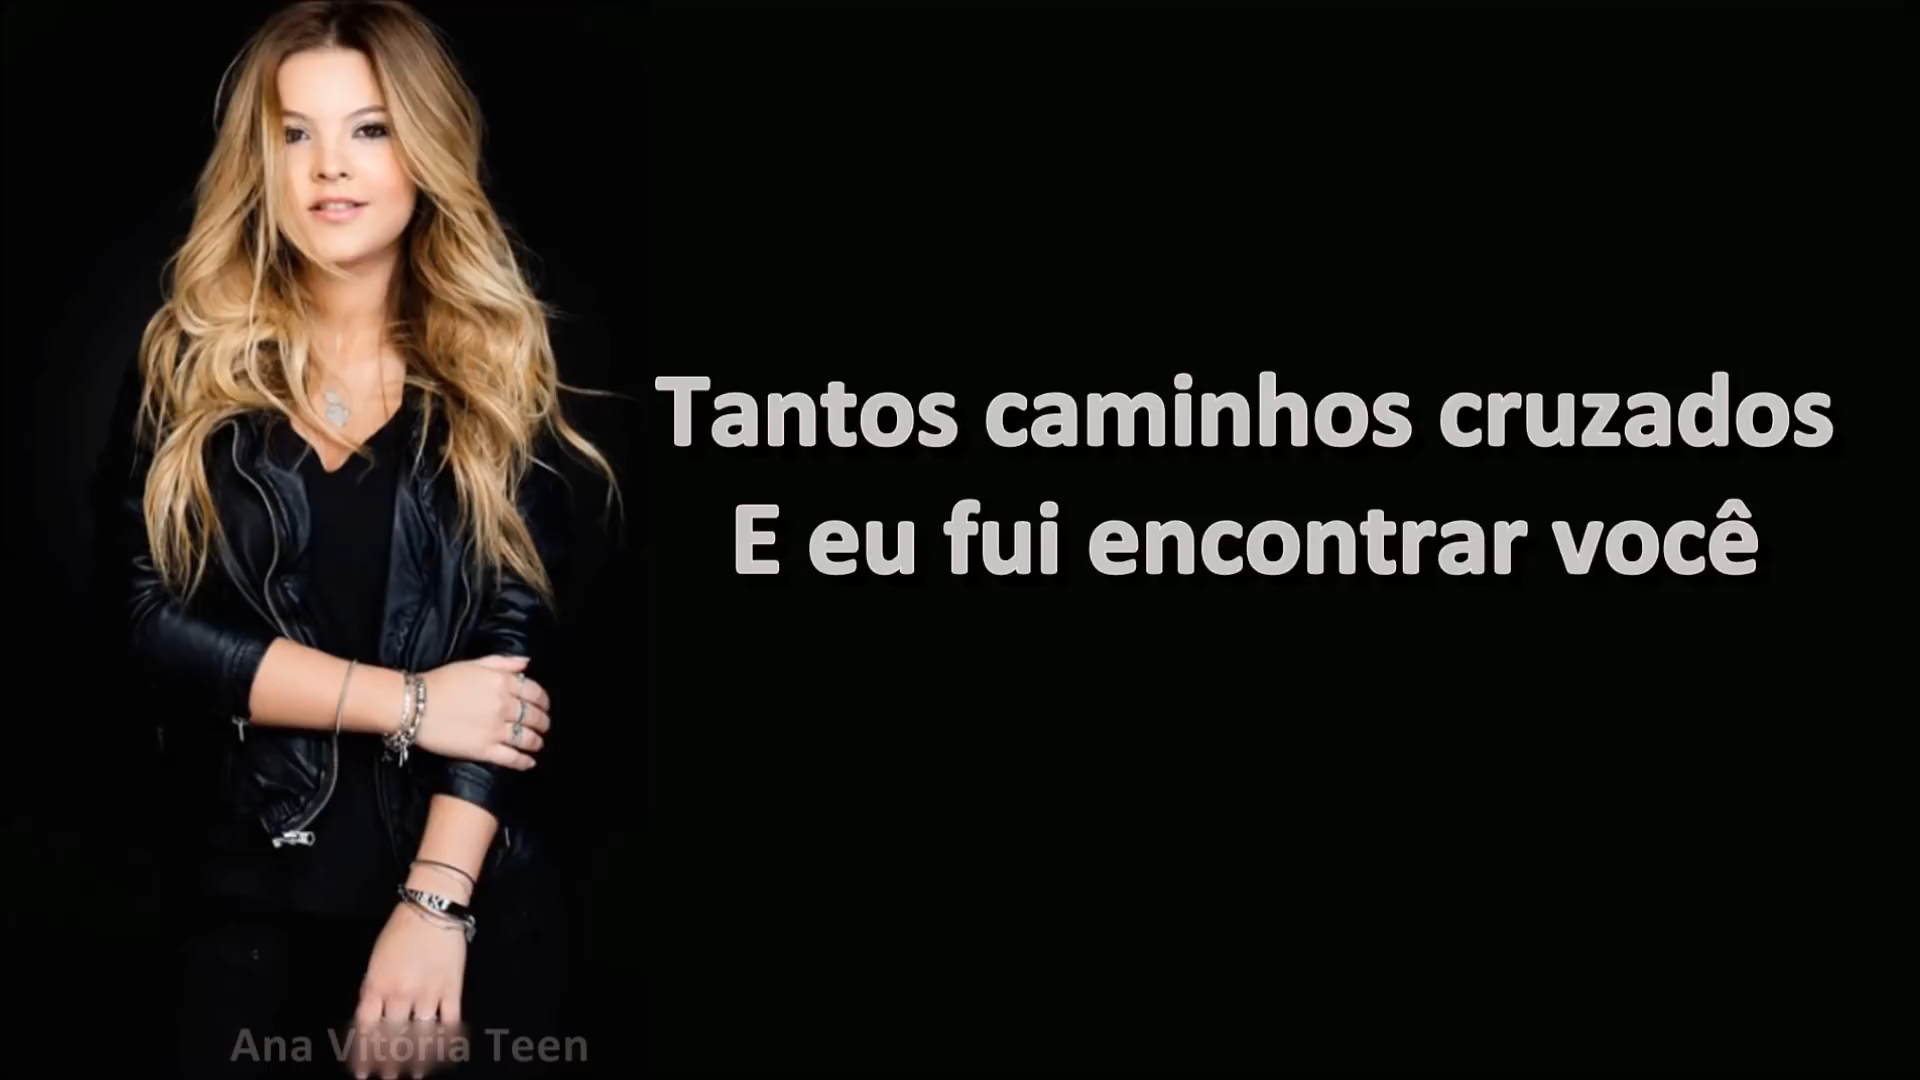 Tantos caminhos cruzados
E eu fui encontrar você
Ana Vitória Teen